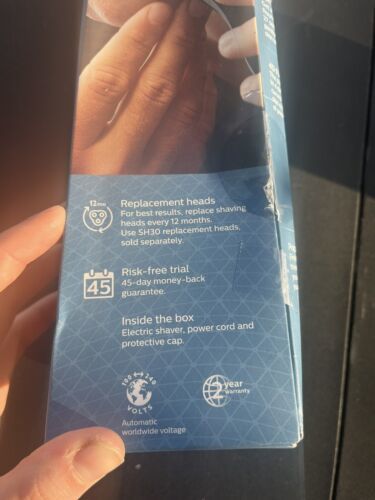 12mo
Replacement heads
For best results, replace shaving
heads every 12 months.
Use SH30 replacement heads,
sold separately.
45
Risk-free trial
45-day money-back
guarantee.
Inside the box
Electric shaver, power cord and
protective cap.
100 240
VOLTS
Automatic
worldwide voltage
2 year
warranty